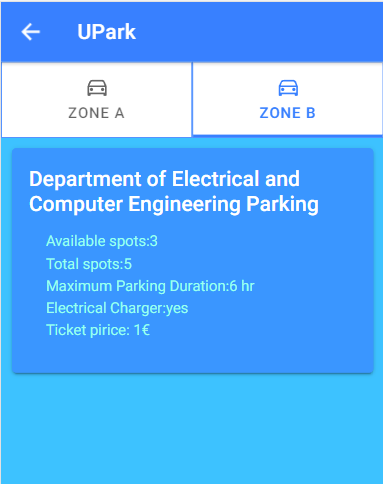 UPark
ZONE A
ZONE B
Department of Electrical and
Computer Engineering Parking
Available spots:3
Total spots:5
Maximum Parking Duration:6 hr
Electrical Charger:yes
Ticket pirice: 1€